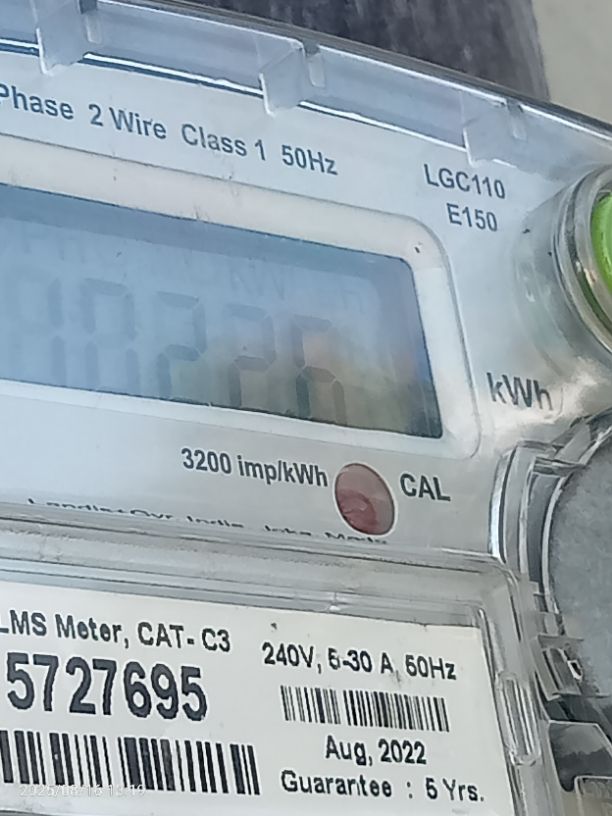 Phase 2 Wire Class 1 50Hz
LGC110
E150
kWh
3200 imp/kWh
CAL
LMS Meter, CAT-C3
240V, 5-30 A, 50Hz
5727695
Aug, 2022
Guarantee : 5 Yrs.